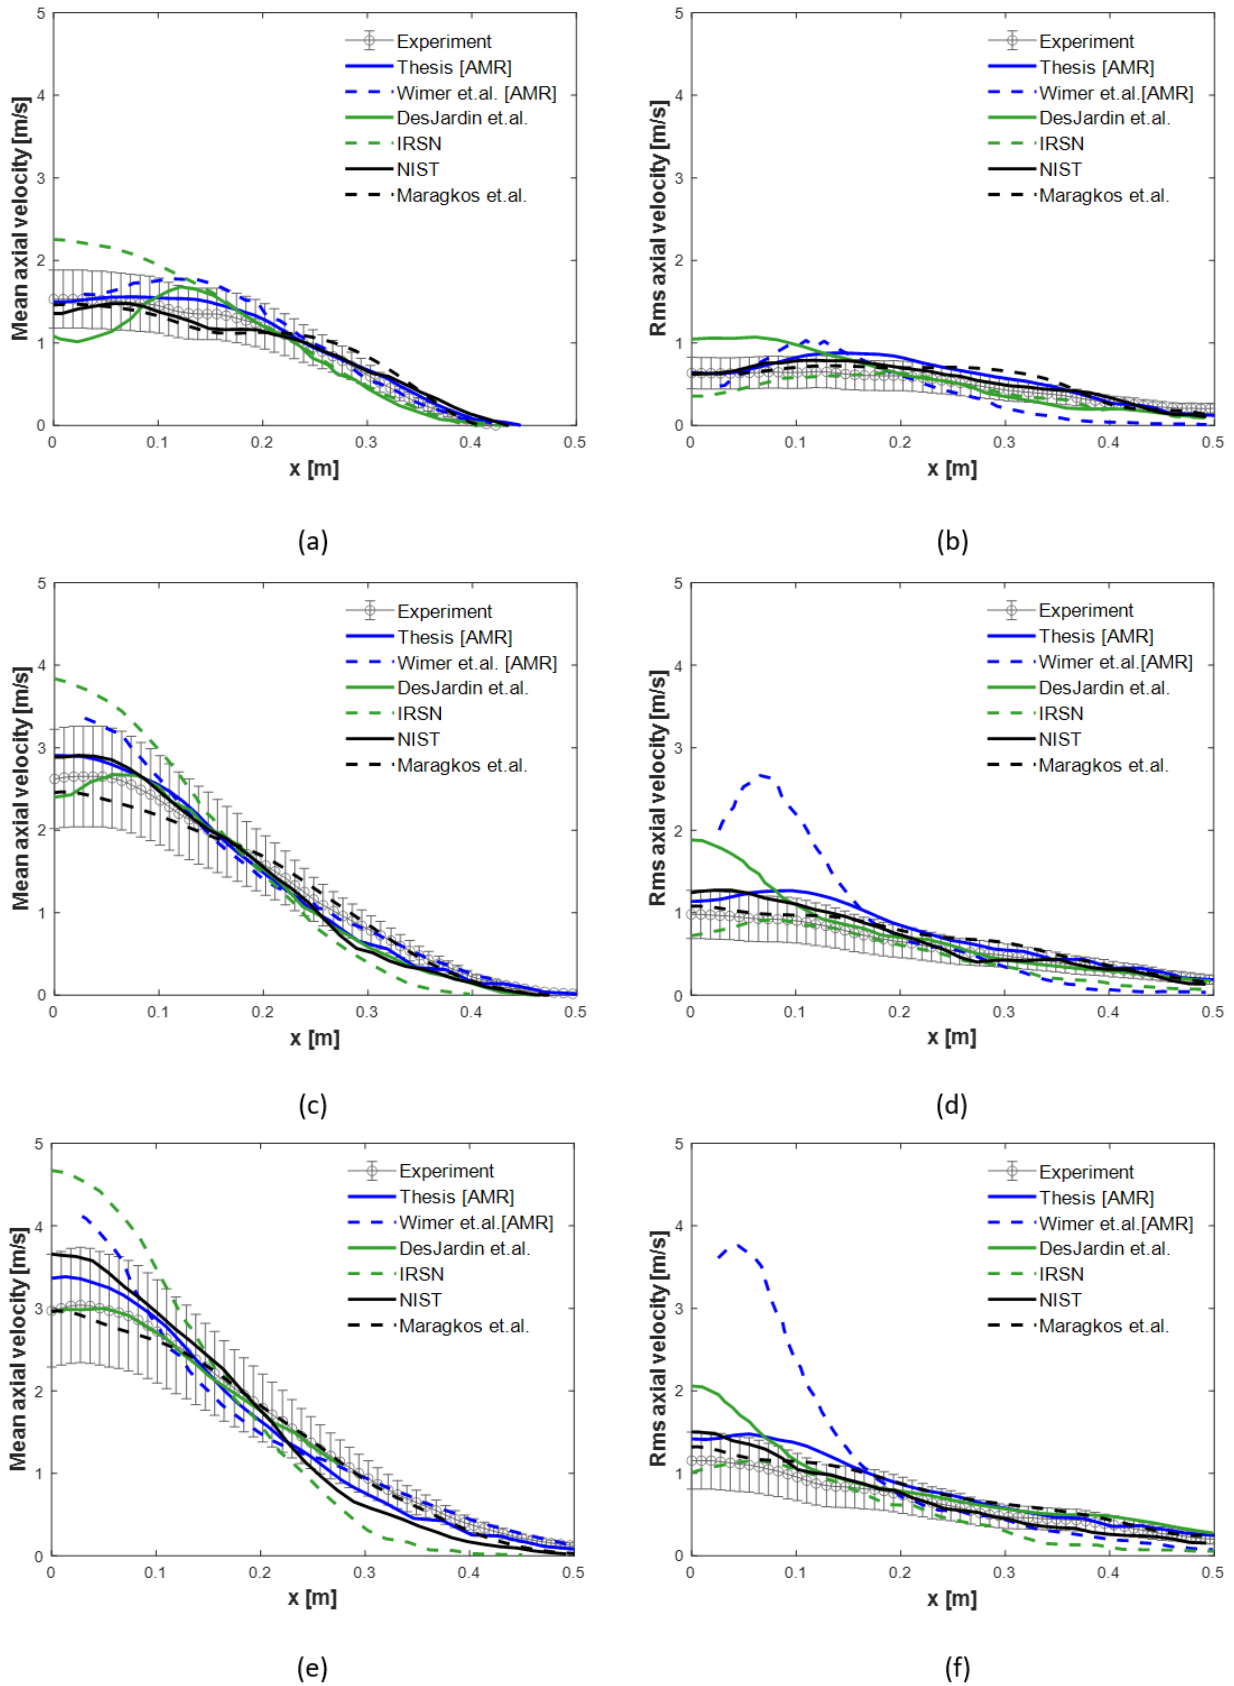 5
4
3
2
1
0
Mean axial velocity [m/s]
Experiment
Thesis [AMR]
Wimer et.al. [AMR]
DesJardin et.al.
IRSN
NIST
Maragkos et.al.
0 0.1 0.2 0.3 0.4 0.5
x [m]
(a)
5
4
3
2
1
0
Rms axial velocity [m/s]
Experiment
Thesis [AMR]
Wimer et.al.[AMR]
DesJardin et.al.
IRSN
NIST
Maragkos et.al.
0 0.1 0.2 0.3 0.4 0.5
x [m]
(b)
5
4
3
2
1
0
Mean axial velocity [m/s]
Experiment
Thesis [AMR]
Wimer et.al. [AMR]
DesJardin et.al.
IRSN
NIST
Maragkos et.al.
0 0.1 0.2 0.3 0.4 0.5
x [m]
(c)
5
4
3
2
1
0
Rms axial velocity [m/s]
Experiment
Thesis [AMR]
Wimer et.al.[AMR]
DesJardin et.al.
IRSN
NIST
Maragkos et.al.
0 0.1 0.2 0.3 0.4 0.5
x [m]
(d)
5
4
3
2
1
0
Mean axial velocity [m/s]
Experiment
Thesis [AMR]
Wimer et.al.[AMR]
DesJardin et.al.
IRSN
NIST
Maragkos et.al.
0 0.1 0.2 0.3 0.4 0.5
x [m]
(e)
5
4
3
2
1
0
Rms axial velocity [m/s]
Experiment
Thesis [AMR]
Wimer et.al.[AMR]
DesJardin et.al.
IRSN
NIST
Maragkos et.al.
0 0.1 0.2 0.3 0.4 0.5
x [m]
(f)